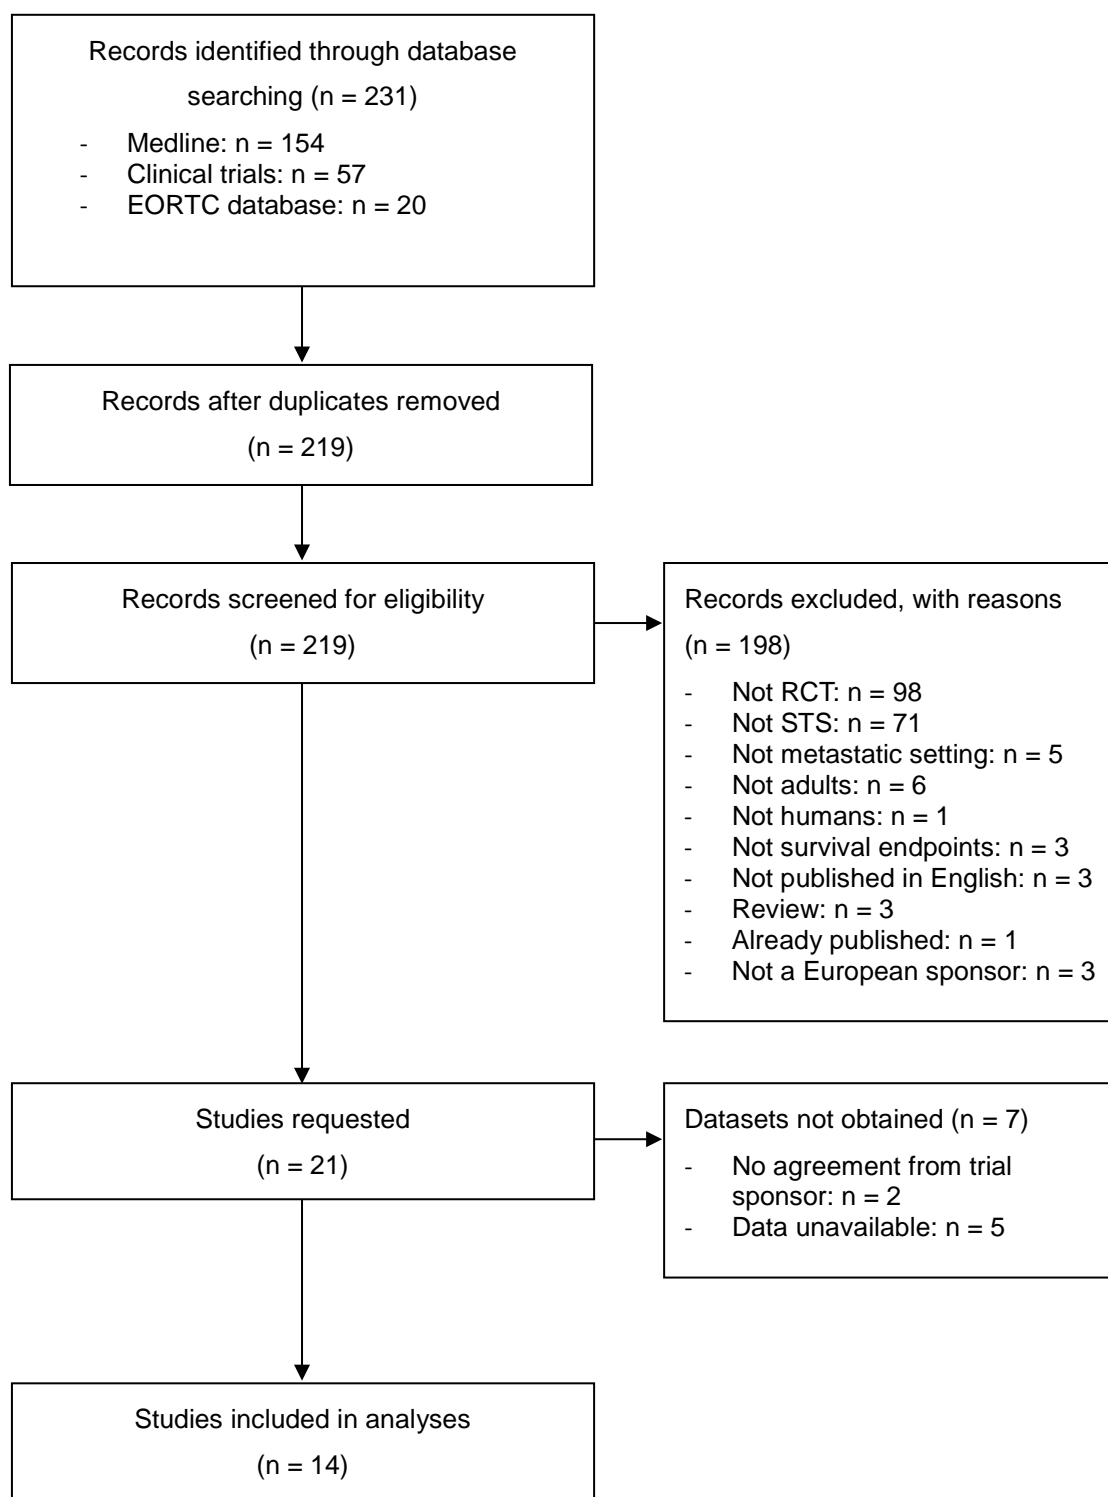 Records identified through database
searching (n = 231)
- Medline: n = 154
- Clinical trials: n = 57
- EORTC database: n = 20
Records after duplicates removed
(n = 219)
Records screened for eligibility
(n = 219)
Records excluded, with reasons
(n = 198)
- Not RCT: n = 98
- Not STS: n = 71
- Not metastatic setting: n = 5
- Not adults: n = 6
- Not humans: n = 1
- Not survival endpoints: n = 3
- Not published in English: n = 3
- Review: n = 3
- Already published: n = 1
- Not a European sponsor: n = 3
Studies requested
(n = 21)
Datasets not obtained (n = 7)
- No agreement from trial
sponsor: n = 2
- Data unavailable: n = 5
Studies included in analyses
(n = 14)